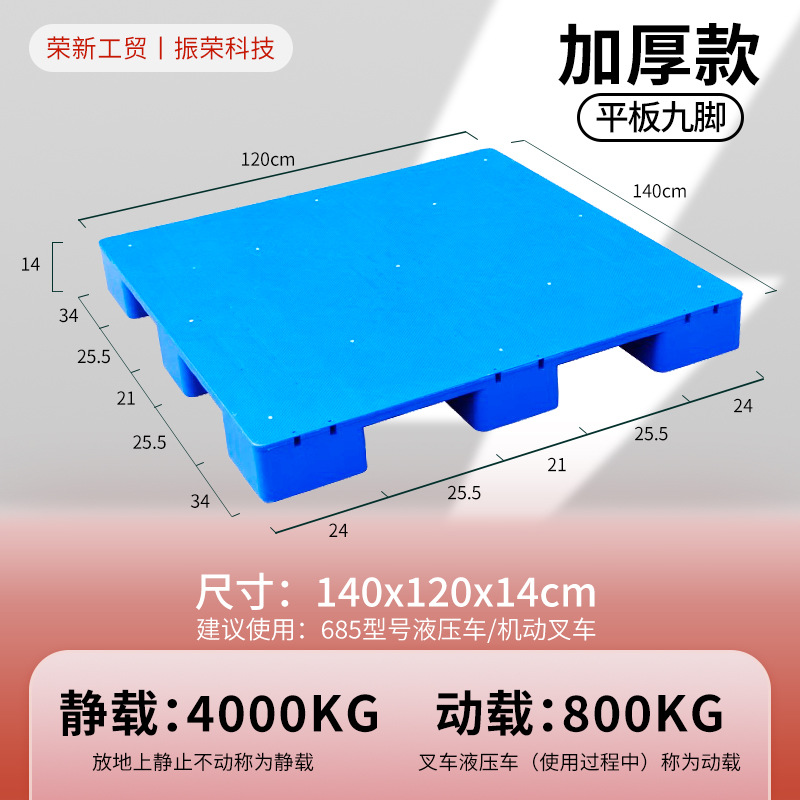 荣新工贸丨振荣科技
加厚款
平板九脚
120cm
140cm
14
34
25.5
21
25.5
34
24
25.5
21
25.5
24
尺寸：140x120x14cm
建议使用：685型号液压车/机动叉车
静载：4000KG
放地上静止不动称为静载
动载：800KG
叉车液压车（使用过程中）称为动载